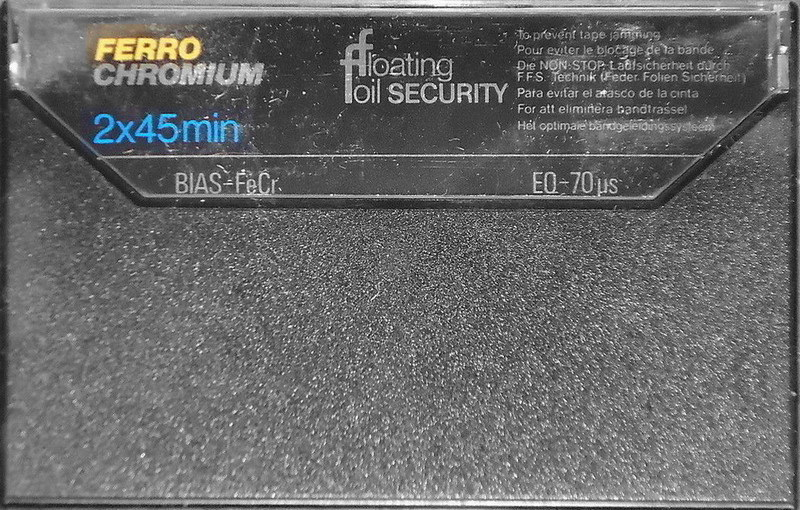 FERRO
CHROMIUM
2x45min
floating
foil SECURITY
To prevent tape jamming
Pour eviter le blocage de la bande
Die NON-STOP Laufsicherheit durch
F.F.S. Technik (Feder Folien Sicherheit)
Para evitar el atasco de la cinta
For att eliminera bandtrassel
Hét optimale bandgeleidingssysteem
BIAS-FeCr
EQ-70µs